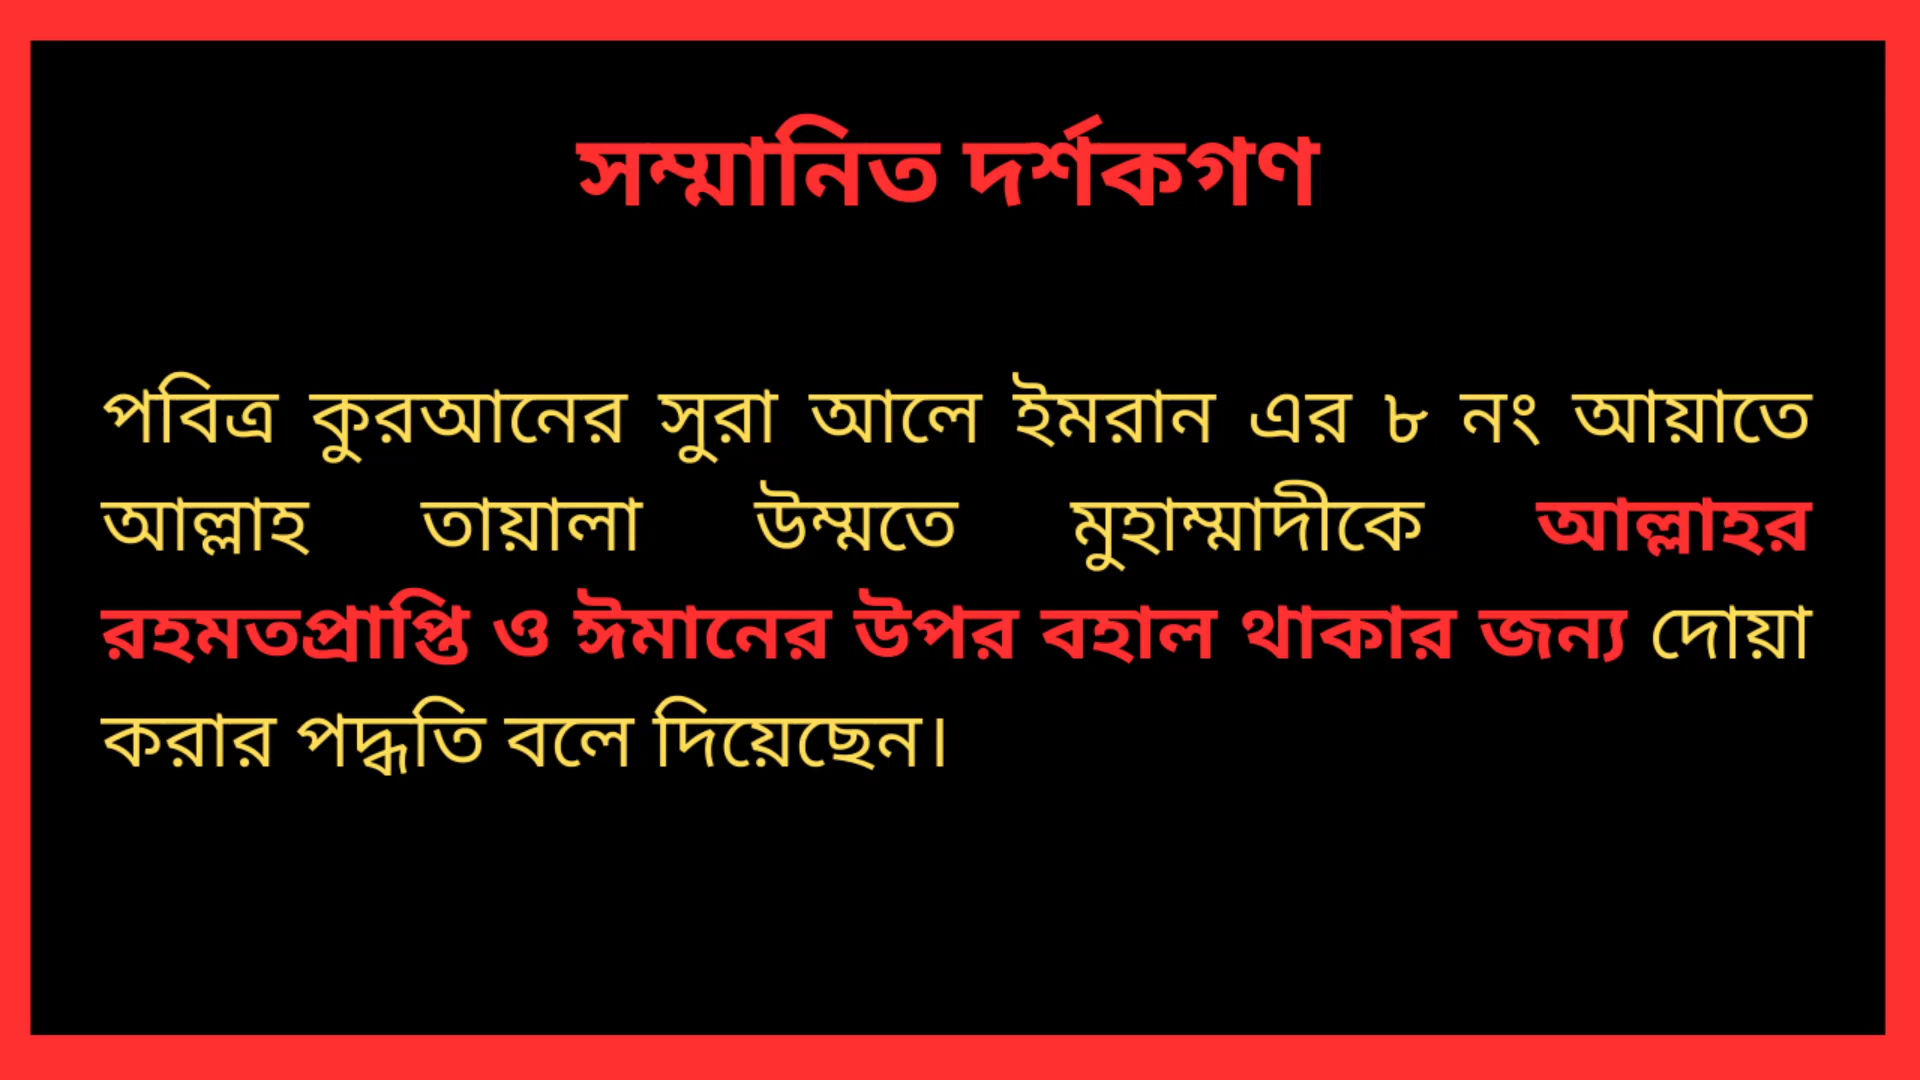 সম্মানিত দর্শকগণ
পবিত্র কুরআনের সুরা আলে ইমরান এর ৮ নং আয়াতে
আল্লাহ তায়ালা উম্মতে মুহাম্মাদীকে আল্লাহর
রহমতপ্রাপ্তি ও ঈমানের উপর বহাল থাকার জন্য দোয়া
করার পদ্ধতি বলে দিয়েছেন।